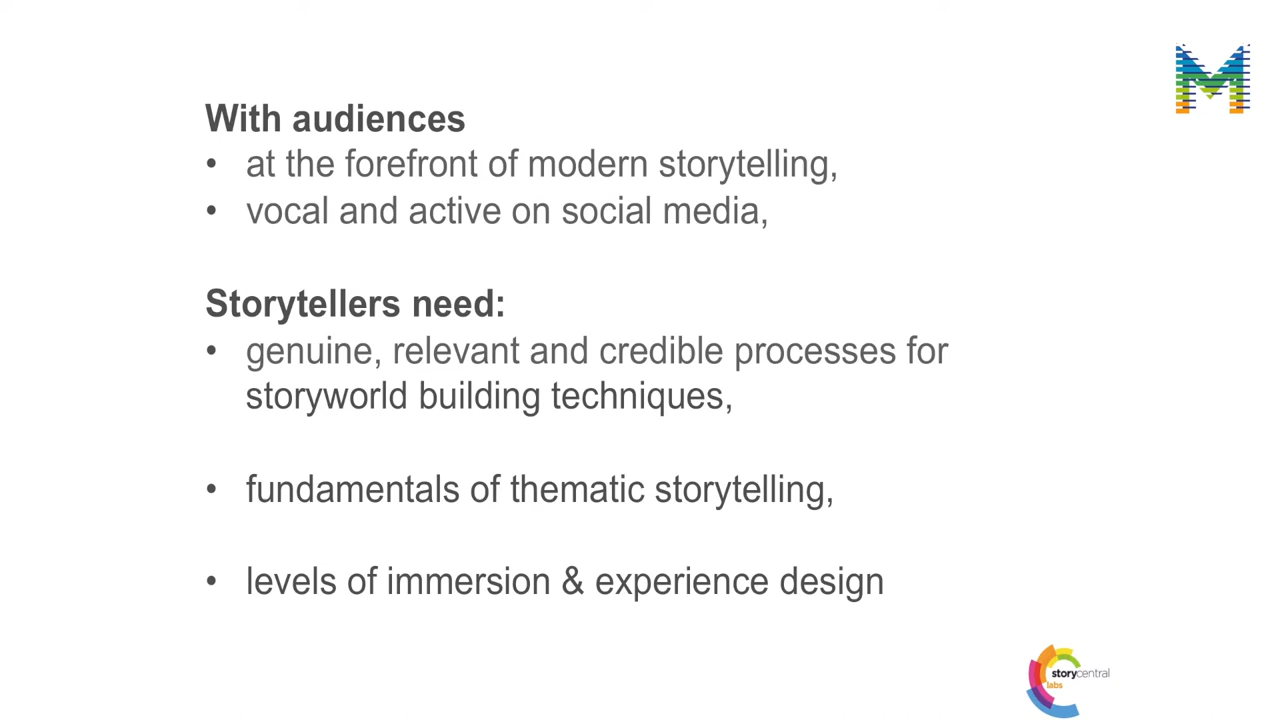 With audiences
• at the forefront of modern storytelling,
• vocal and active on social media,
Storytellers need:
• genuine, relevant and credible processes for
storyworld building techniques,
• fundamentals of thematic storytelling,
• levels of immersion & experience design
M
storycentral
labs